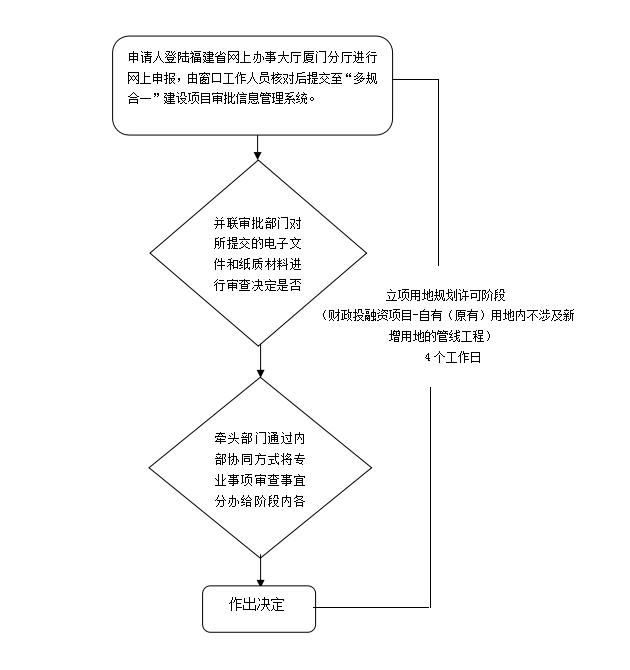 申请人登陆福建省网上办事大厅厦门分厅进行
网上申报，由窗口工作人员核对后提交至“多规
合一”建设项目审批信息管理系统。
并联审批部门对
所提交的电子文
件和纸质材料进
行审查决定是否
立项用地规划许可阶段
（财政投融资项目-自有（原有）用地内不涉及新
增用地的管线工程）
4个工作日
牵头部门通过内
部协同方式将专
业事项审查事宜
分办给阶段内各
作出决定